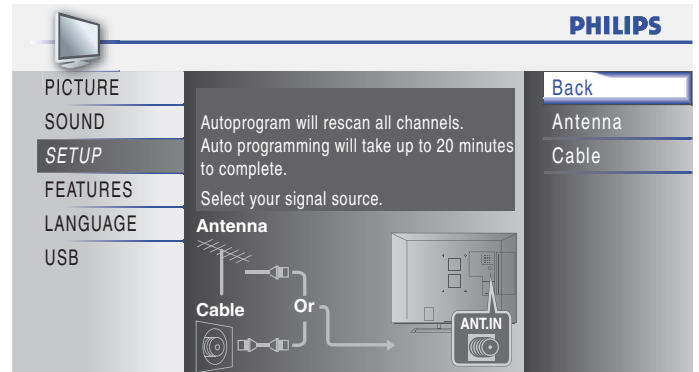 PHILIPS
PICTURE
SOUND
SETUP
FEATURES
LANGUAGE
USB
Autoprogram will rescan all channels.
Auto programming will take up to 20 minutes
to complete.
Select your signal source.
Antenna
Cable
Or
ANT.IN
Back
Antenna
Cable